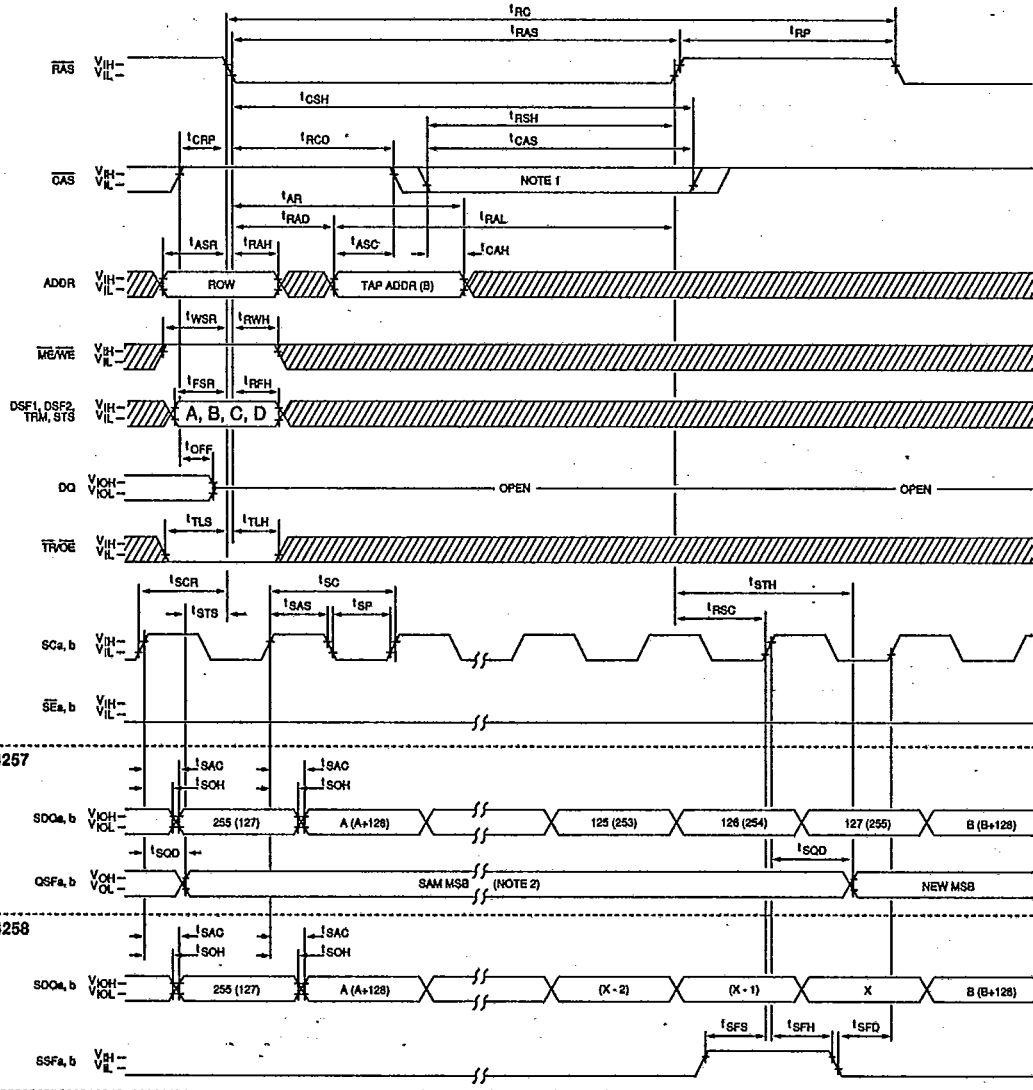 tRC
tRAS
tRP
RAS VIH VIL
tCSH
tRSH
tCRP tRCD tCAS
CAS VIH VIL NOTE 1
tAR
tRAD tRAL
tASR tRAH tASC tCAH
ADDR VIH VIL ROW TAP ADDR (B)
tWSR tRWH
ME/WE VIH VIL
tFSR tRFH
DSF1, DSF2, TRM, STS VIH VIL A, B, C, D
tOFF
DQ VIOH VIOL OPEN OPEN
tTLS tTLH
TR/OE VIH VIL
tSCR tSC tSTH
tSTS tSAS tSP tRSC
SCa, b VIH VIL
SEa, b VIH VIL
257
tSAC tSAC
tSOH tSOH
SDQa, b VIOH VIOL 255 (127) A (A+128) 125 (253) 126 (254) 127 (255) B (B+128)
tSQD tSQD
QSFa, b VOH VOL SAM MSB (NOTE 2) NEW MSB
258
tSAC tSAC
tSOH tSOH
SDQa, b VIOH VIOL 255 (127) A (A+128) (X - 2) (X - 1) X B (B+128)
tSFS tSFH tSFD
SSFa, b VIH VIL